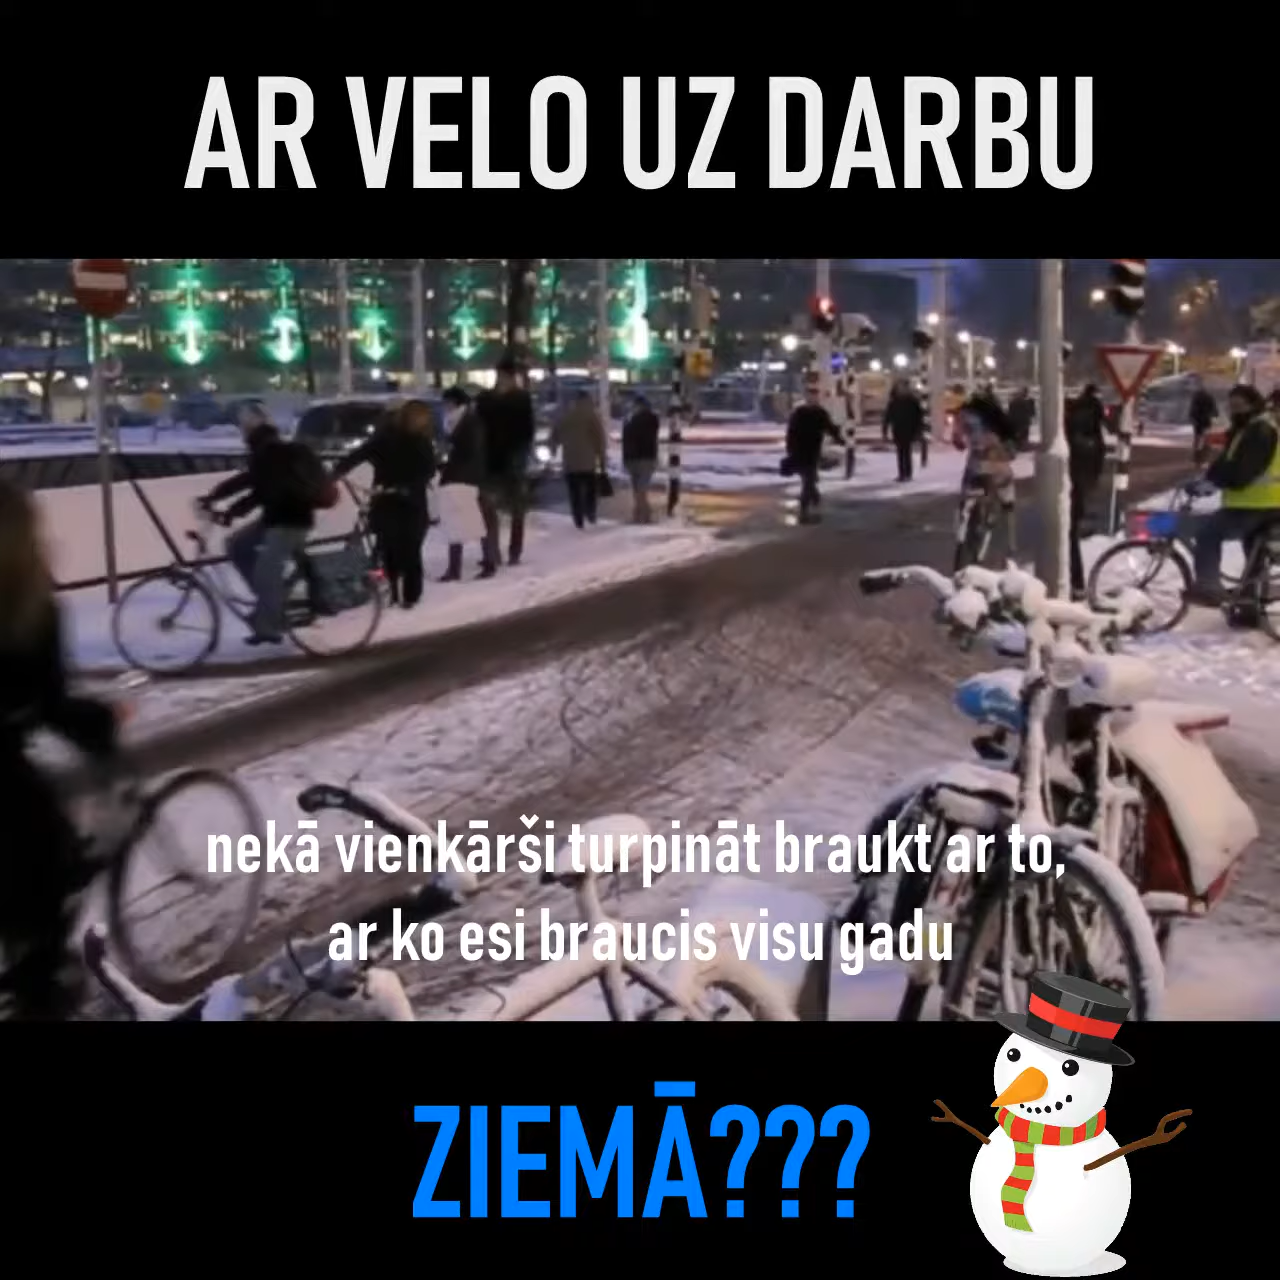 AR VELO UZ DARBU
nekā vienkārši turpināt braukt ar to,
ar ko esi braucis visu gadu
ZIEMĀ???